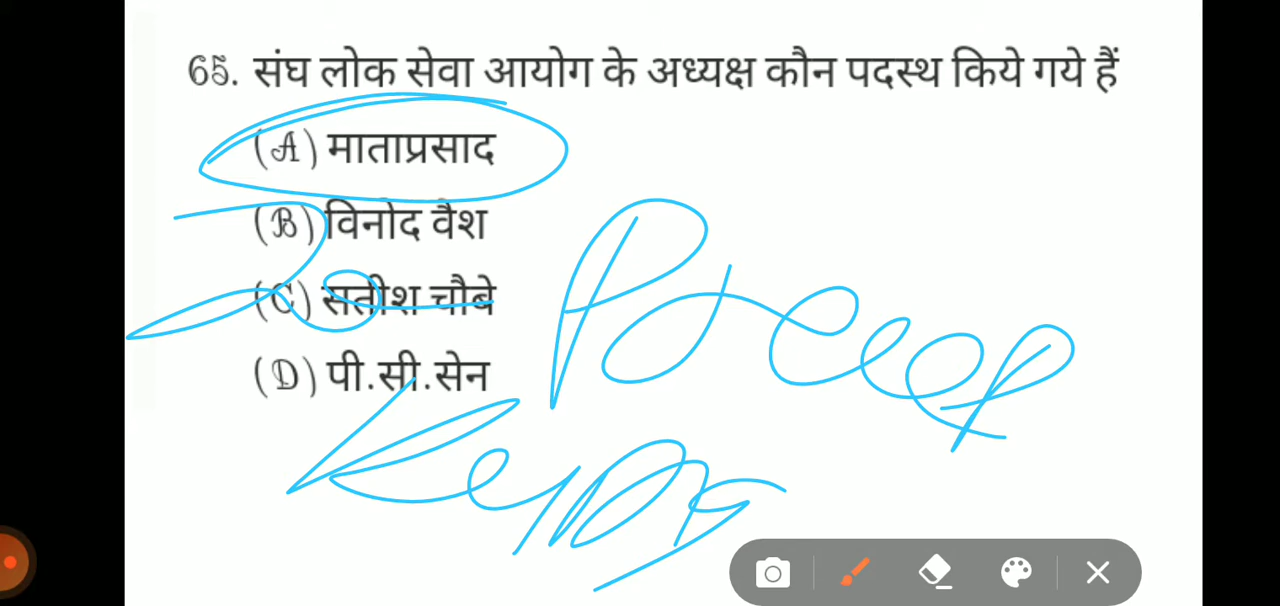 65. संघ लोक सेवा आयोग के अध्यक्ष कौन पदस्थ किये गये हैं
(A) माताप्रसाद
(B) विनोद वैश
(C) सतीश चौबे
(D) पी.सी.सेन